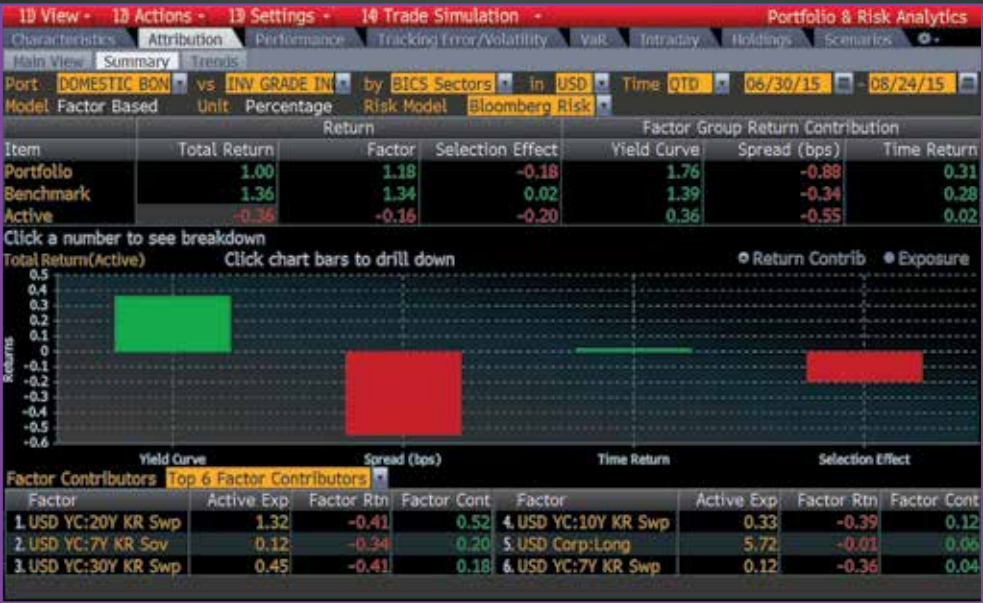 11) View - 12) Actions - 13) Settings - 14) Trade Simulation - Portfolio & Risk Analytics
Characteristics Attribution Performance Tracking Error/Volatility VaR Intraday Holdings Scenarios
Main View Summary Trends
Port DOMESTIC BON vs INV GRADE IN by BICS Sectors in USD Time QTD 06/30/15 - 08/24/15
Model Factor Based Unit Percentage Risk Model Bloomberg Risk
Return Factor Group Return Contribution
Item Total Return Factor Selection Effect Yield Curve Spread (bps) Time Return
Portfolio 1.00 1.18 -0.18 1.76 -0.88 0.31
Benchmark 1.36 1.34 0.02 1.39 -0.34 0.28
Active -0.36 -0.16 -0.20 0.36 -0.55 0.02
Click a number to see breakdown
Total Return(Active) Click chart bars to drill down Return Contrib Exposure
0.5
0.4
0.3
0.2
0.1
0
-0.1
-0.2
-0.3
-0.4
-0.5
-0.6
Returns
Yield Curve Spread (bps) Time Return Selection Effect
Factor Contributors Top 6 Factor Contributors
Factor Active Exp Factor Rtn Factor Cont Factor Active Exp Factor Rtn Factor Cont
1. USD YC:20Y KR Swp 1.32 -0.41 0.52 4. USD YC:10Y KR Swp 0.33 -0.39 0.12
2. USD YC:7Y KR Sov 0.12 -0.34 0.20 5. USD Corp:Long 5.72 -0.01 0.06
3. USD YC:30Y KR Swp 0.45 -0.41 0.18 6. USD YC:7Y KR Swp 0.12 -0.36 0.04